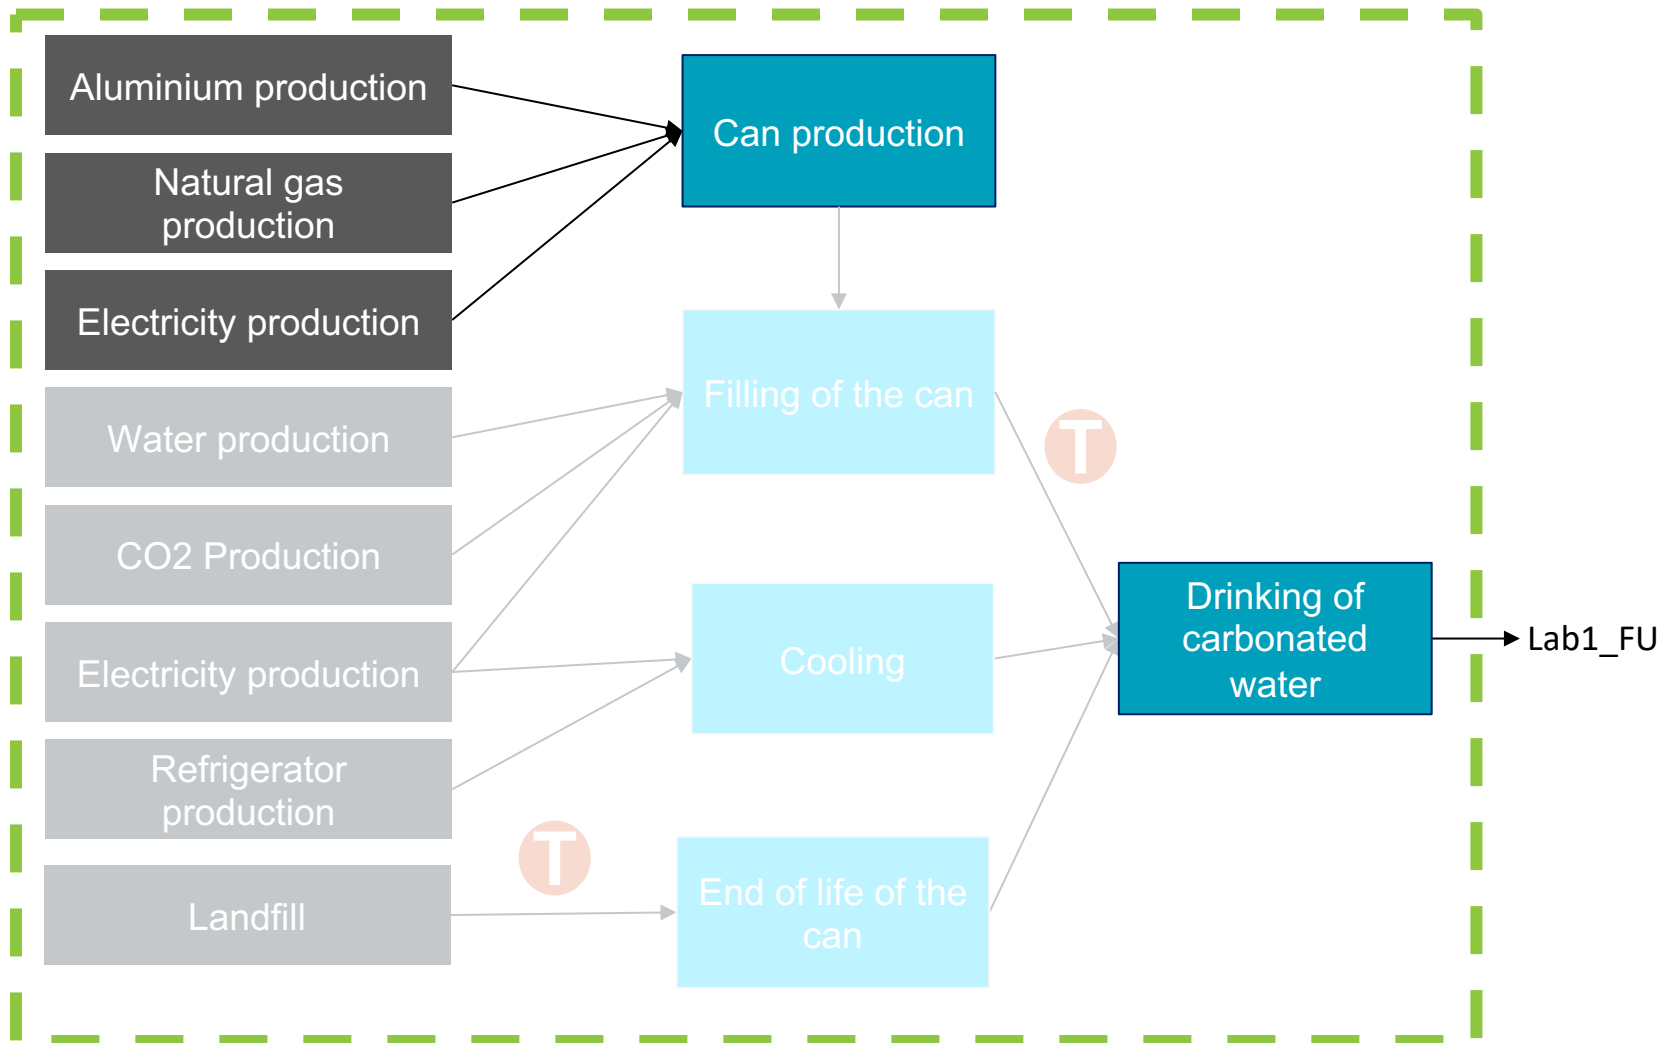 Aluminium production
Natural gas
production
Electricity production
Water production
CO2 Production
Electricity production
Refrigerator
production
Landfill
Can production
Filling of the can
T
Cooling
T
End of life of the
can
Drinking of
carbonated
water
Lab1_FU